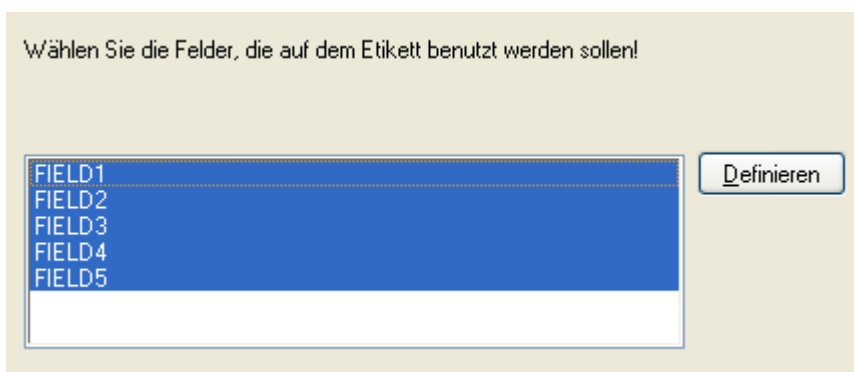 Wählen Sie die Felder, die auf dem Etikett benutzt werden sollen!
FIELD1
Definieren
FIELD2
FIELD3
FIELD4
FIELD5